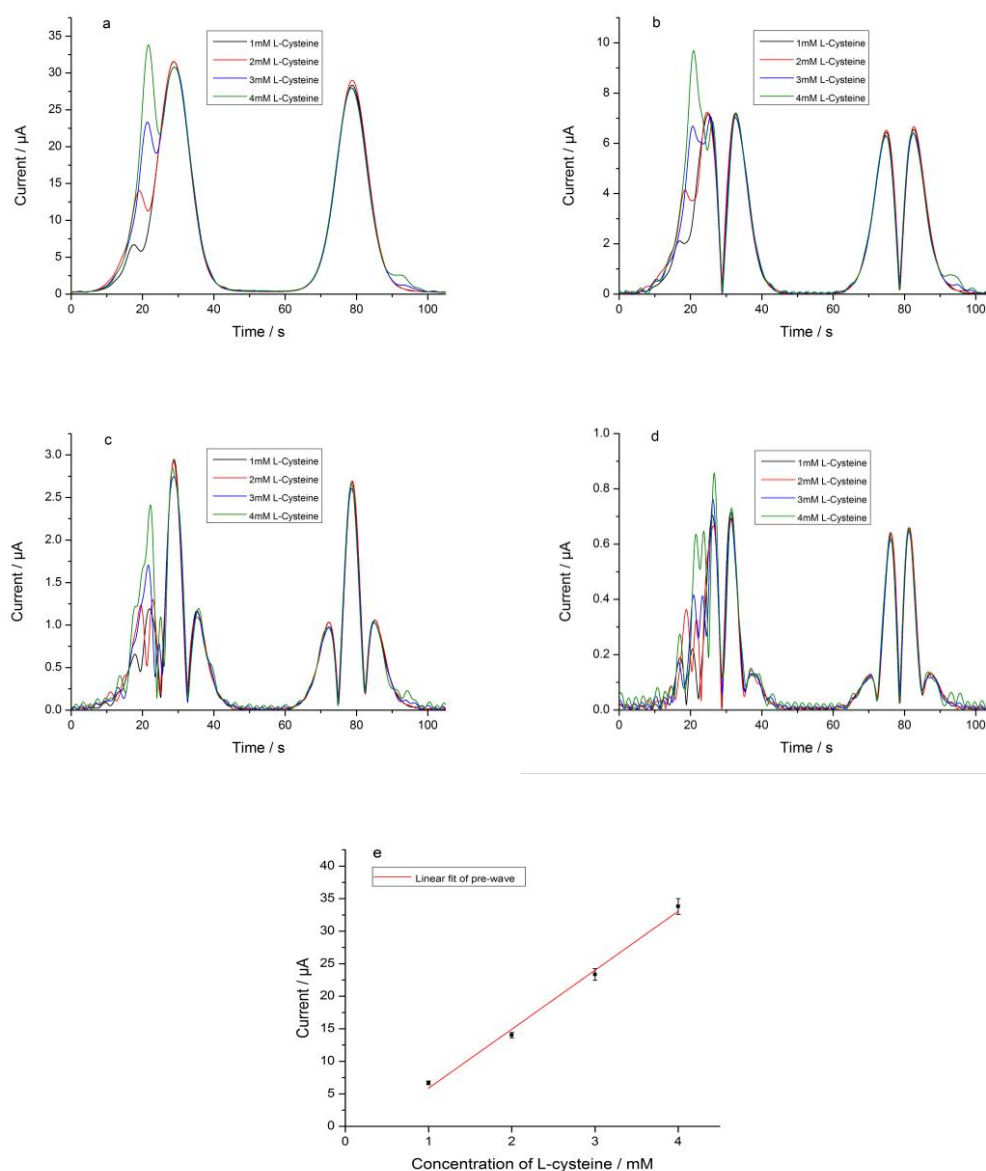 a
1mM L-Cysteine
2mM L-Cysteine
3mM L-Cysteine
4mM L-Cysteine
Current / µA
35
30
25
20
15
10
5
0
0 20 40 60 80 100
Time / s
b
1mM L-Cysteine
2mM L-Cysteine
3mM L-Cysteine
4mM L-Cysteine
Current / µA
10
8
6
4
2
0
0 20 40 60 80 100
Time / s
c
1mM L-Cysteine
2mM L-Cysteine
3mM L-Cysteine
4mM L-Cysteine
Current / µA
3.0
2.5
2.0
1.5
1.0
0.5
0.0
0 20 40 60 80 100
Time / s
d
1mM L-Cysteine
2mM L-Cysteine
3mM L-Cysteine
4mM L-Cysteine
Current / µA
1.0
0.8
0.6
0.4
0.2
0.0
0 20 40 60 80 100
Time / s
e
Linear fit of pre-wave
Current / µA
40
35
30
25
20
15
10
5
0
0 1 2 3 4
Concentration of L-cysteine / mM